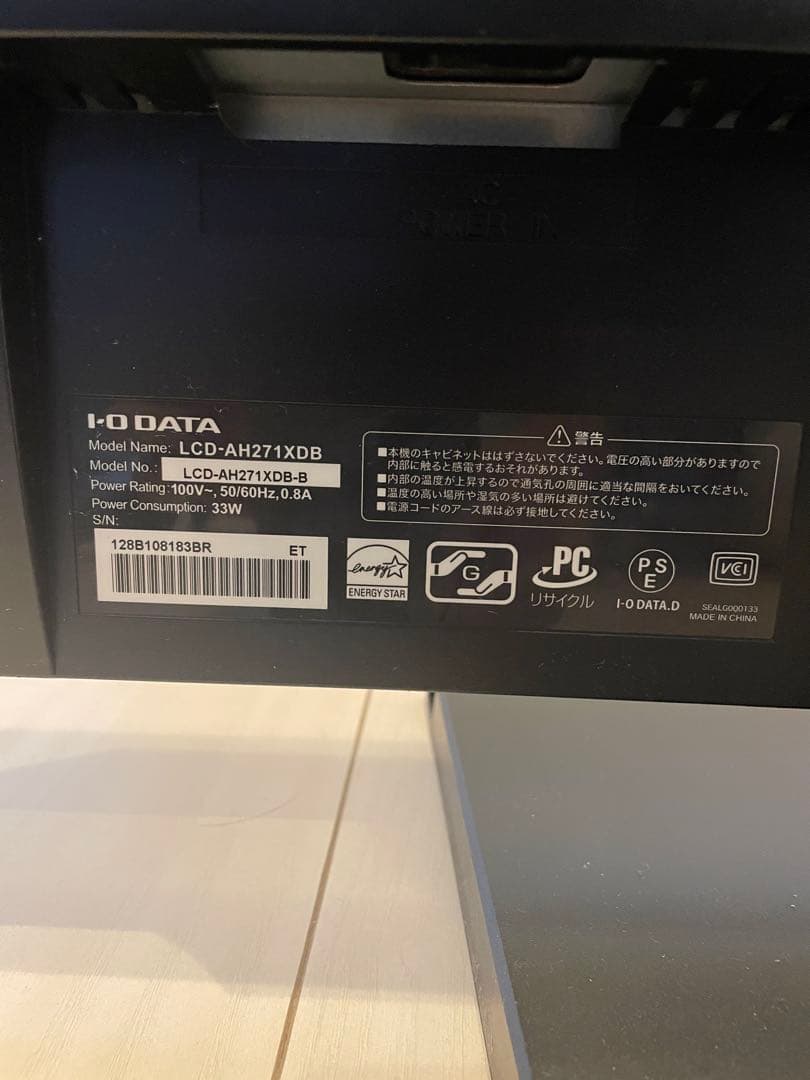 AC
POWER IN
I-O DATA
Model Name: LCD-AH271XDB
Model No.: LCD-AH271XDB-B
Power Rating: 100V~, 50/60Hz, 0.8A
Power Consumption: 33W
S/N:
128B108183BR ET
警告
■本機のキャビネットははずさないでください。電圧の高い部分がありますので
内部に触ると感電するおそれがあります。
■内部の温度が上昇するので通気孔の周囲に適当な間隔をおいてください。
■温度の高い場所や湿気の多い場所は避けてください。
■電源コードのアース線は必ず接地してください。
energy
ENERGY STAR
G
PC
リサイクル
PS
E
I-O DATA.D
VCI
SEALG000133
MADE IN CHINA